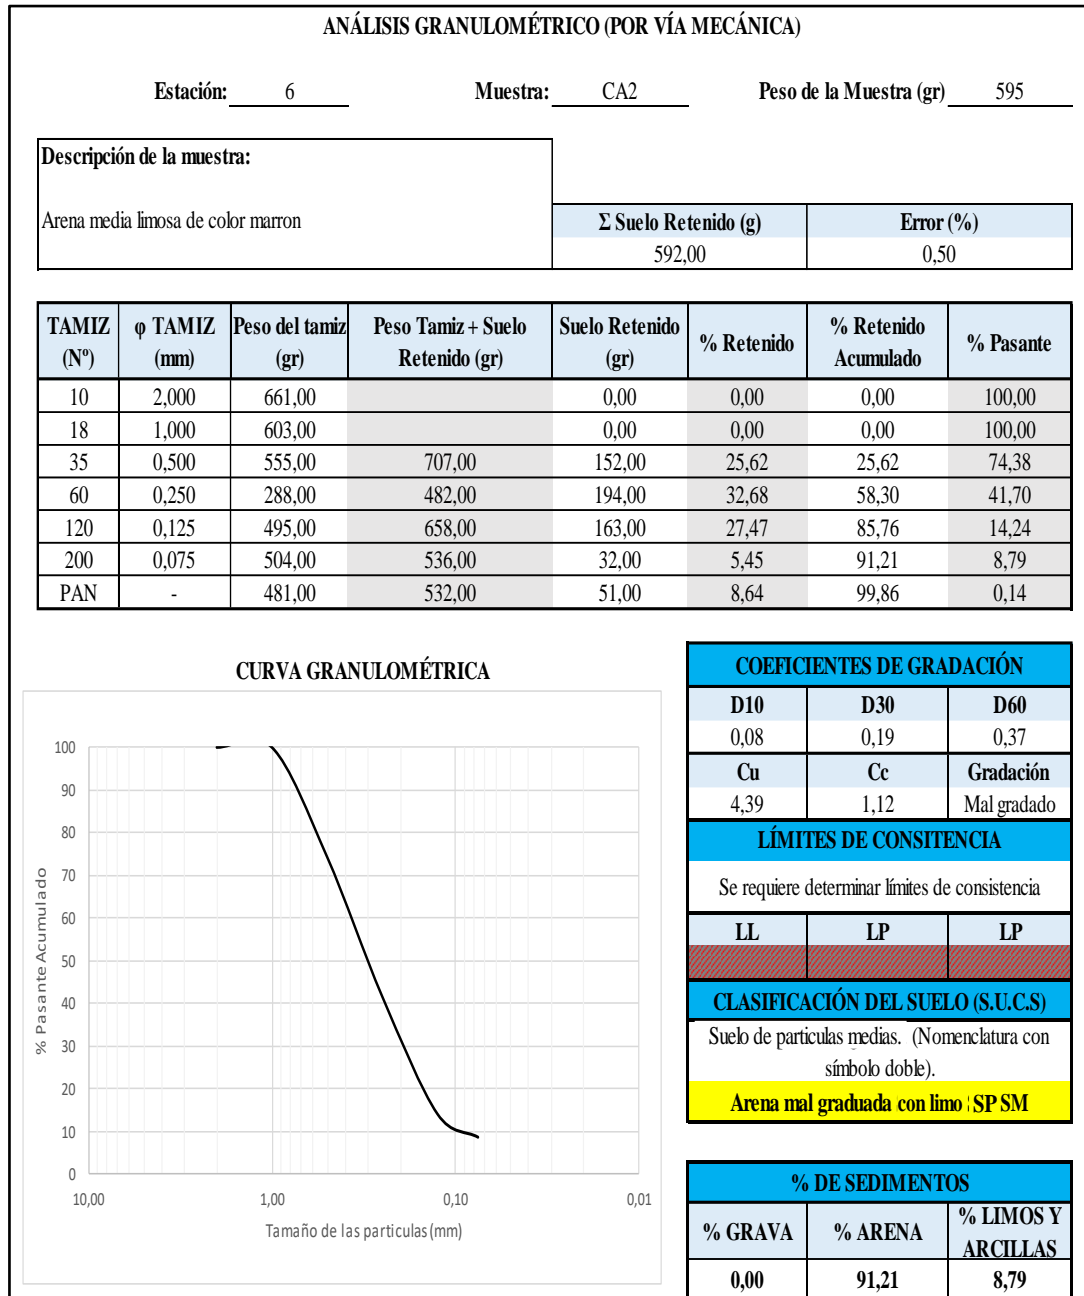 ANÁLISIS GRANULOMÉTRICO (POR VÍA MECÁNICA)
Estación: 6 Muestra: CA2 Peso de la Muestra (gr) 595
Descripción de la muestra:
Arena media limosa de color marron
Σ Suelo Retenido (g) Error (%)
592,00 0,50
TAMIZ (Nº) φ TAMIZ (mm) Peso del tamiz (gr) Peso Tamiz + Suelo Retenido (gr) Suelo Retenido (gr) % Retenido % Retenido Acumulado % Pasante
10 2,000 661,00 0,00 0,00 0,00 100,00
18 1,000 603,00 0,00 0,00 0,00 100,00
35 0,500 555,00 707,00 152,00 25,62 25,62 74,38
60 0,250 288,00 482,00 194,00 32,68 58,30 41,70
120 0,125 495,00 658,00 163,00 27,47 85,76 14,24
200 0,075 504,00 536,00 32,00 5,45 91,21 8,79
PAN - 481,00 532,00 51,00 8,64 99,86 0,14
CURVA GRANULOMÉTRICA
% Pasante Acumulado
100
90
80
70
60
50
40
30
20
10
0
10,00 1,00 0,10 0,01
Tamaño de las particulas (mm)
COEFICIENTES DE GRADACIÓN
D10 D30 D60
0,08 0,19 0,37
Cu Cc Gradación
4,39 1,12 Mal gradado
LÍMITES DE CONSITENCIA
Se requiere determinar límites de consistencia
LL LP LP
CLASIFICACIÓN DEL SUELO (S.U.C.S)
Suelo de particulas medias. (Nomenclatura con
símbolo doble).
Arena mal graduada con limo SP SM
% DE SEDIMENTOS
% GRAVA % ARENA % LIMOS Y ARCILLAS
0,00 91,21 8,79